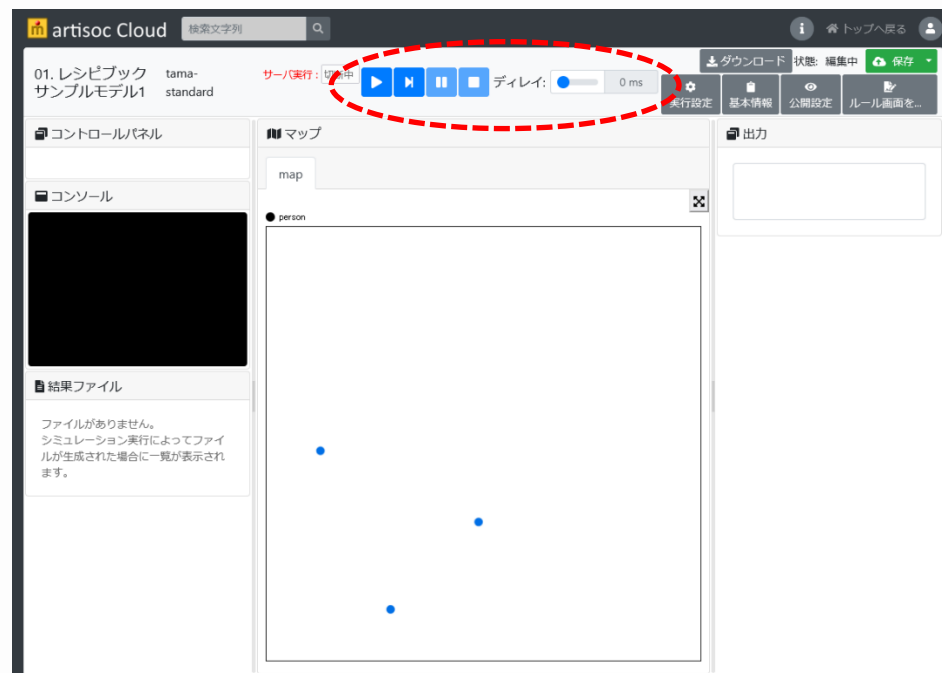 artisoc Cloud
検索文字列
トップへ戻る
01. レシピブック
サンプルモデル1
tama-
standard
サーバ実行: 切断中
ディレイ: 0 ms
ダウンロード 状態: 編集中 保存
実行設定 基本情報 公開設定 ルール画面を...
コントロールパネル
コンソール
結果ファイル
ファイルがありません。
シミュレーション実行によってファイ
ルが生成された場合に一覧が表示され
ます。
マップ
map
person
出力